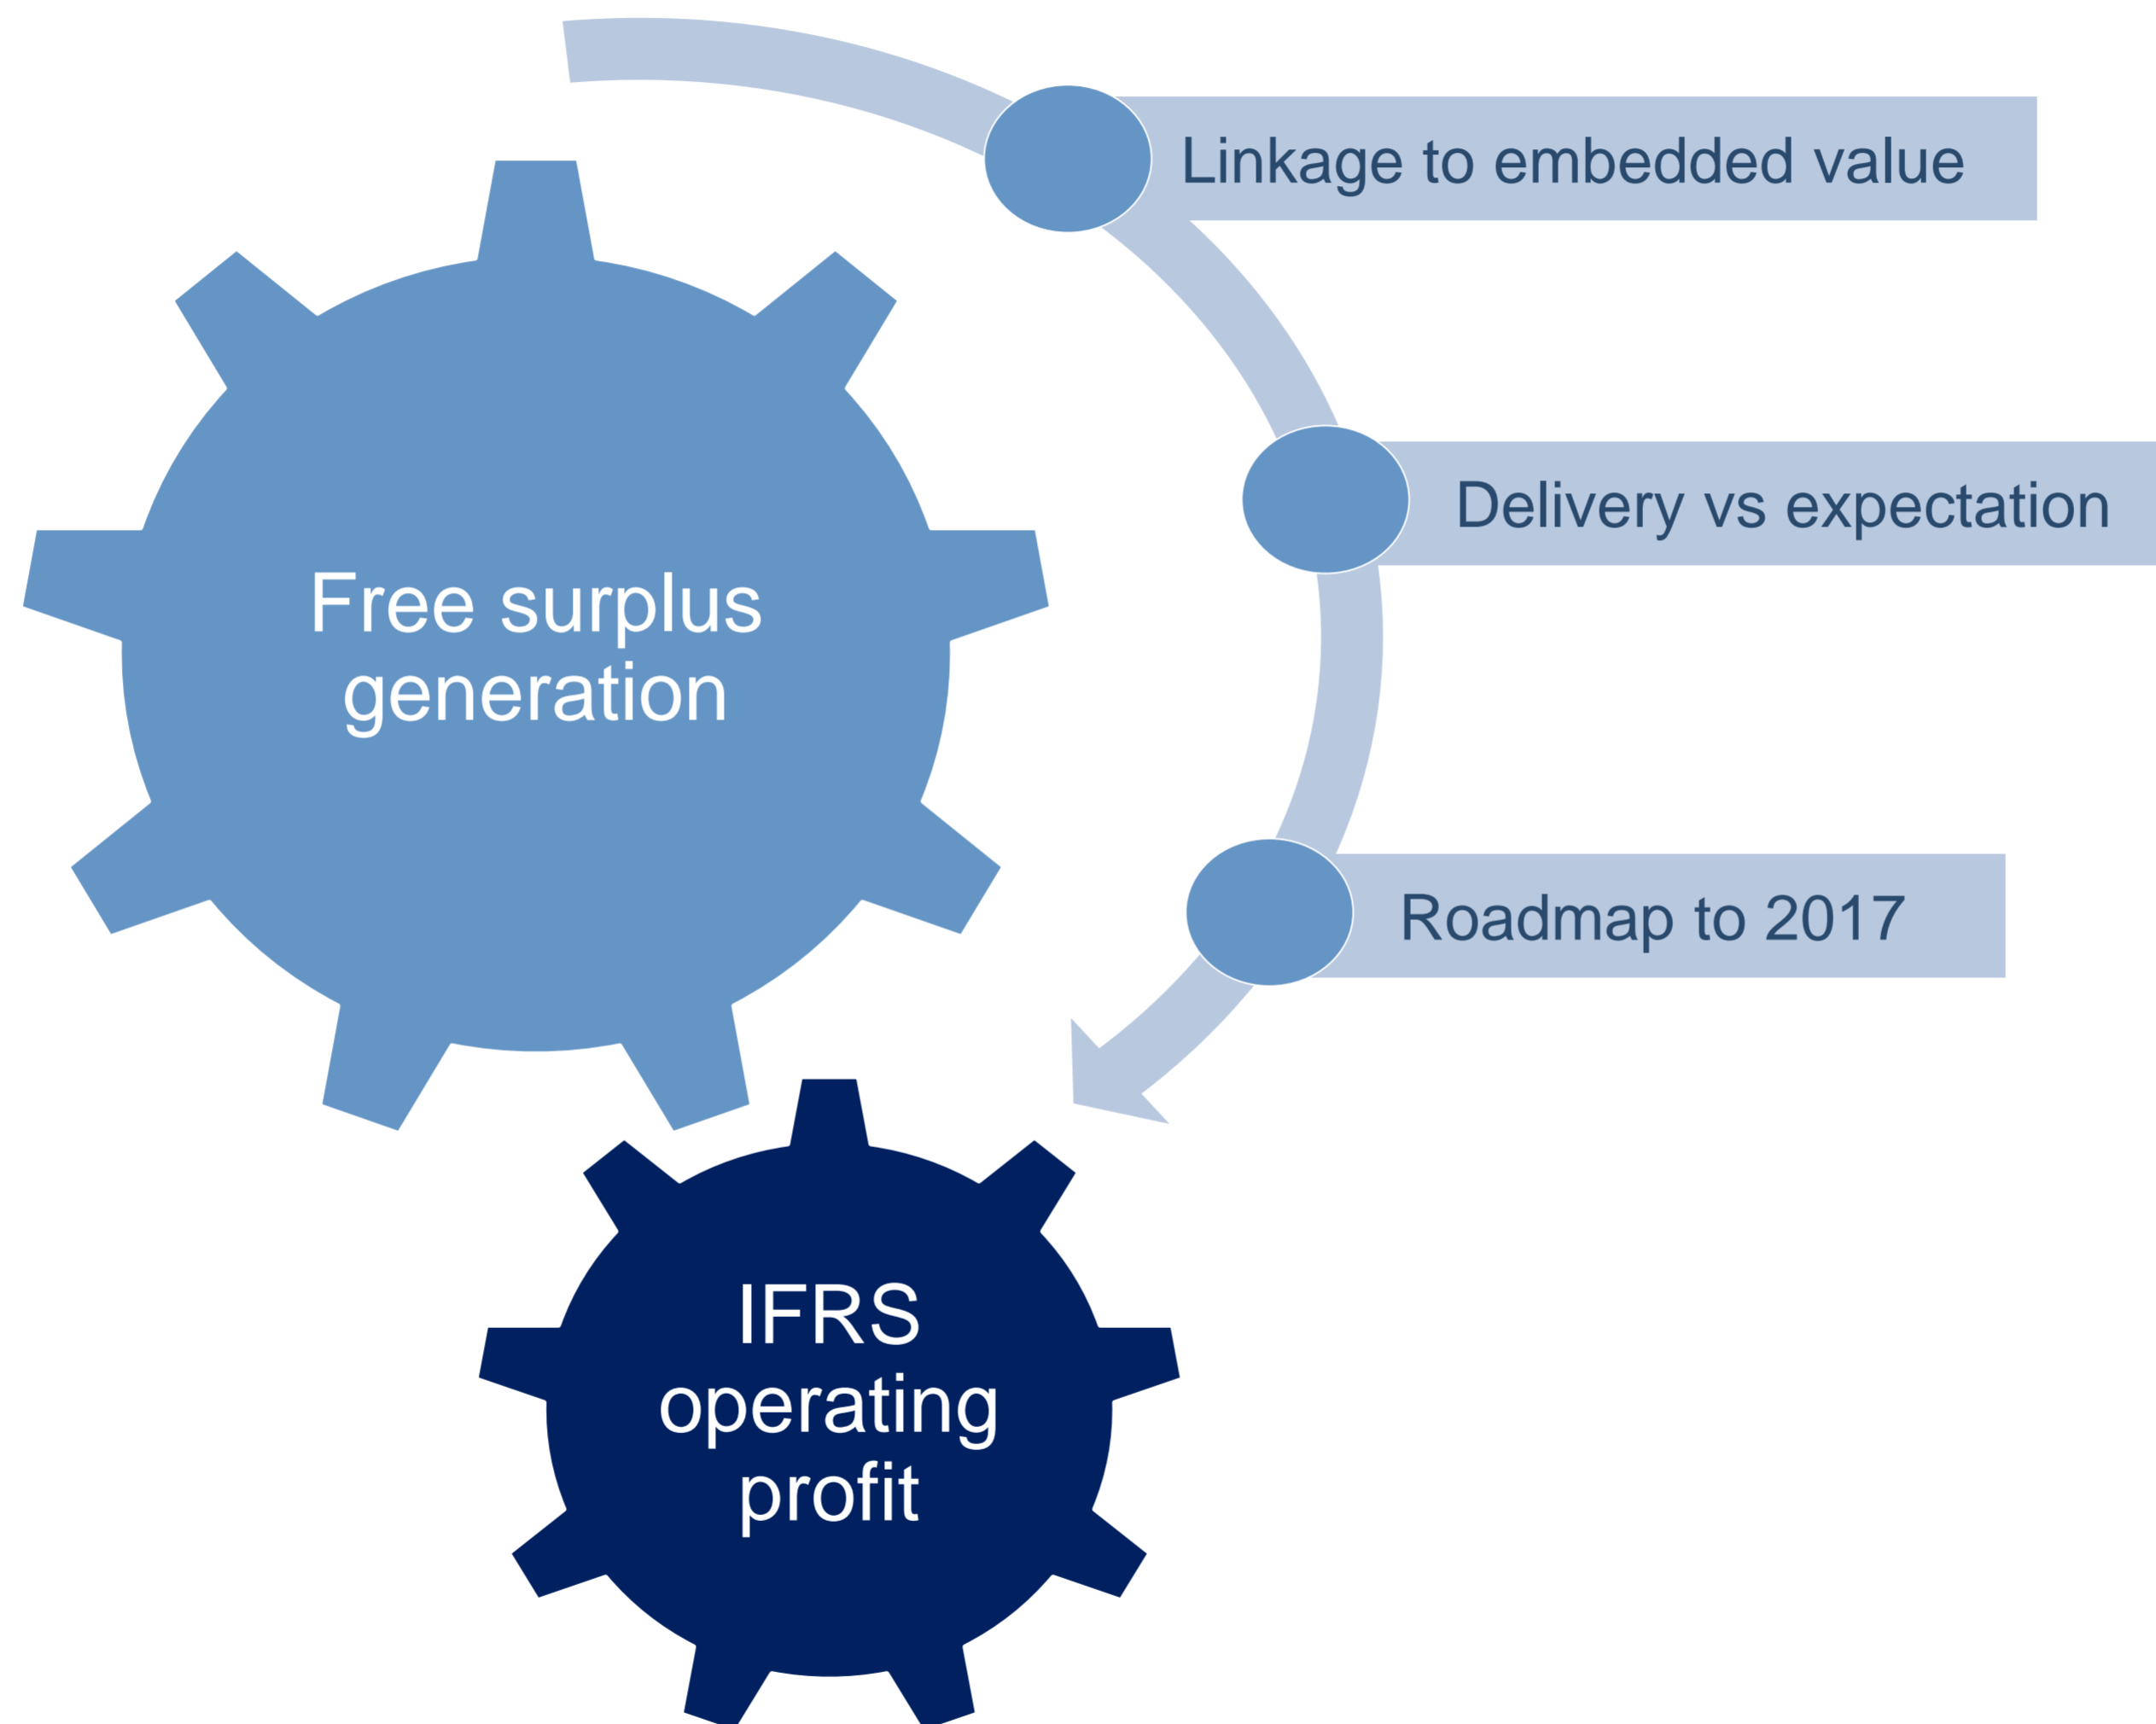 Linkage to embedded value
Delivery vs expectation
Free surplus
generation
Roadmap to 2017
IFRS
operating
profit